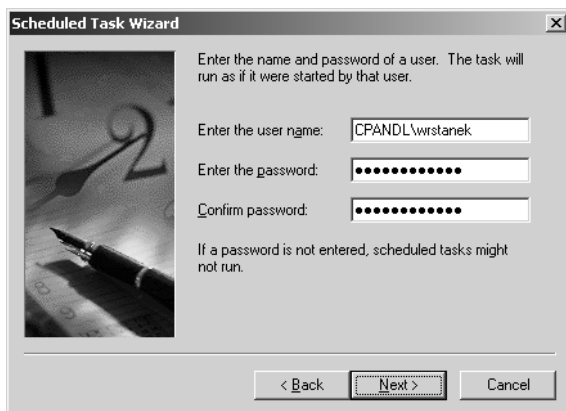 Scheduled Task Wizard
Enter the name and password of a user. The task will
run as if it were started by that user.
Enter the user name: CPANDL\wrstanek
Enter the password: ●●●●●●●●●●●●
Confirm password: ●●●●●●●●●●●●
If a password is not entered, scheduled tasks might
not run.
< Back Next > Cancel